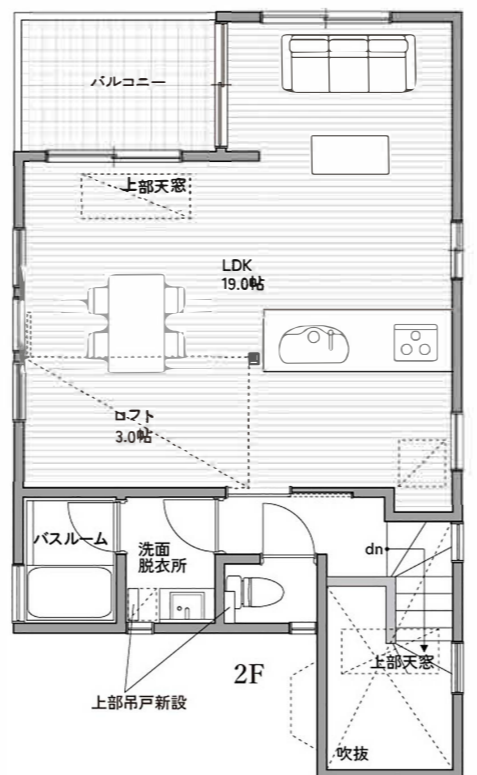 バルコニー
上部天窓
LDK
19.0帖
ロフト
3.0帖
バスルーム
洗面
脱衣所
dn
上部天窓
2F
上部吊戸新設
吹抜